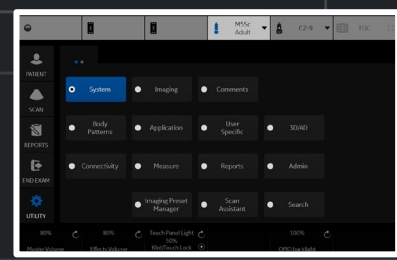 M5Sc
Adult
E2-9
TGC
PATIENT
System
Imaging
Comments
SCAN
Body
Patterns
Application
User
Specific
3D/4D
REPORTS
Connectivity
Measure
Reports
Admin
END EXAM
Imaging Preset
Manager
Scan
Assistant
Search
UTILITY
80%
80%
Touch Panel Light
50%
100%
Master Volume
Effects Volume
Kbd/Touch Lock
OPIO backlight